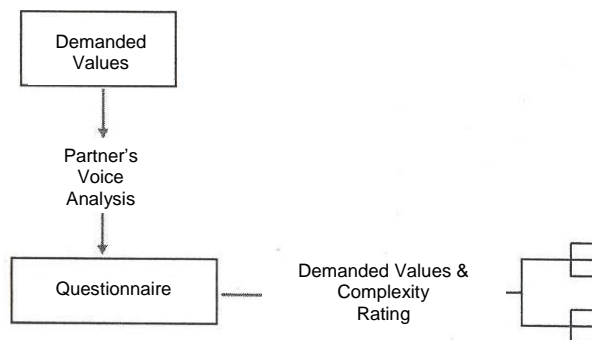 Demanded
Values
Partner's
Voice
Analysis
Questionnaire
Demanded Values &
Complexity
Rating